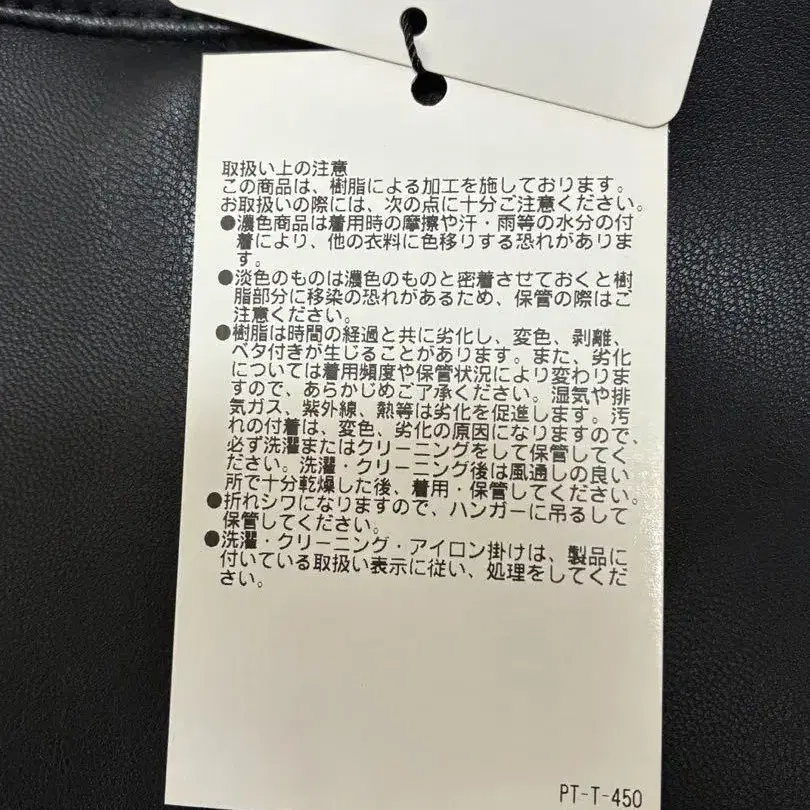 取扱い上の注意
この商品は、樹脂による加工を施しております。
お取扱いの際には、次の点に十分ご注意ください。
●濃色商品は着用時の摩擦や汗・雨等の水分の付
着により、他の衣料に色移りする恐れがありま
す。
●淡色のものは濃色のものと密着させておくと樹
脂部分に移染の恐れがあるため、保管の際はご
注意ください。
●樹脂は時間の経過と共に劣化し、変色、剥離、
ベタ付きが生じることがあります。また、劣化
については着用頻度や保管状況により変わりま
すので、あらかじめご了承ください。湿気や排
気ガス、紫外線、熱等は劣化を促進します。汚
れの付着は、変色、劣化の原因になりますので、
必ず洗濯またはクリーニングをして保管してく
ださい。洗濯・クリーニング後は風通しの良い
所で十分乾燥した後、着用・保管してください。
●折れシワになりますので、ハンガーに吊るして
保管してください。
●洗濯・クリーニング・アイロン掛けは、製品に
付いている取扱い表示に従い、処理をしてくだ
さい。
PT-T-450